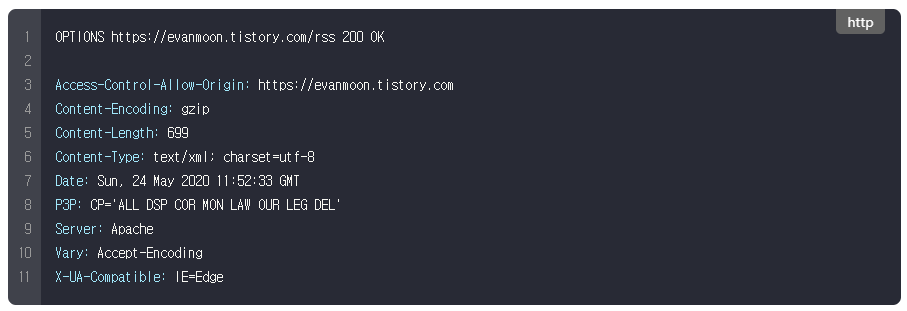 http
1 OPTIONS https://evanmoon.tistory.com/rss 200 OK
2
3 Access-Control-Allow-Origin: https://evanmoon.tistory.com
4 Content-Encoding: gzip
5 Content-Length: 699
6 Content-Type: text/xml; charset=utf-8
7 Date: Sun, 24 May 2020 11:52:33 GMT
8 P3P: CP='ALL DSP COR MON LAW OUR LEG DEL'
9 Server: Apache
10 Vary: Accept-Encoding
11 X-UA-Compatible: IE=Edge